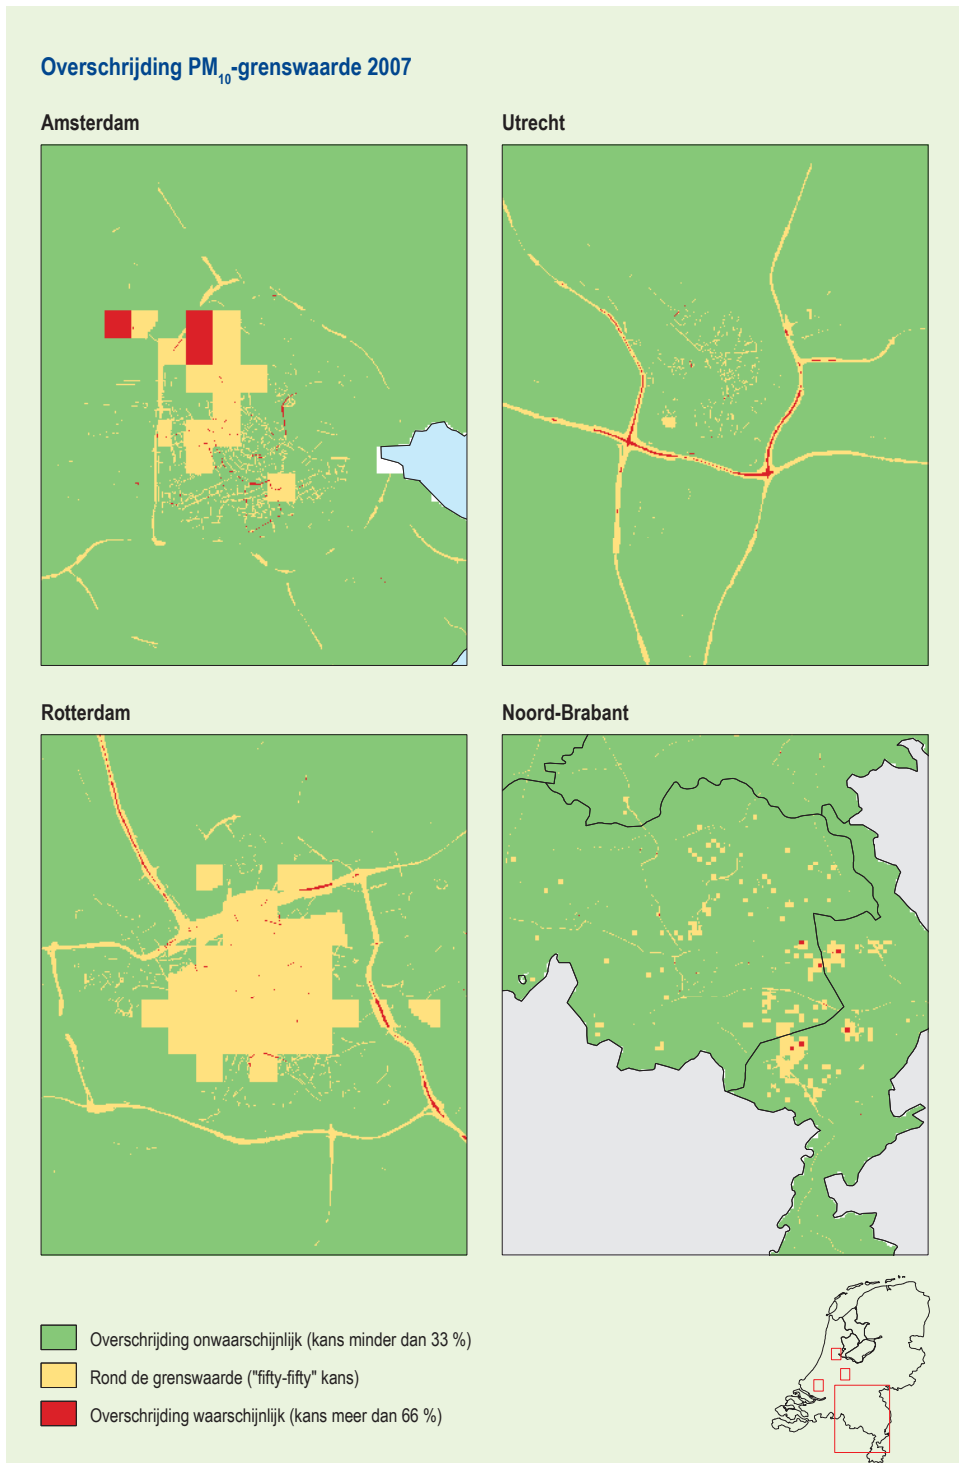 Overschrijding PM10-grenswaarde 2007
Amsterdam
Utrecht
Rotterdam
Noord-Brabant
Overschrijding onwaarschijnlijk (kans minder dan 33 %)
Rond de grenswaarde ("fifty-fifty" kans)
Overschrijding waarschijnlijk (kans meer dan 66 %)